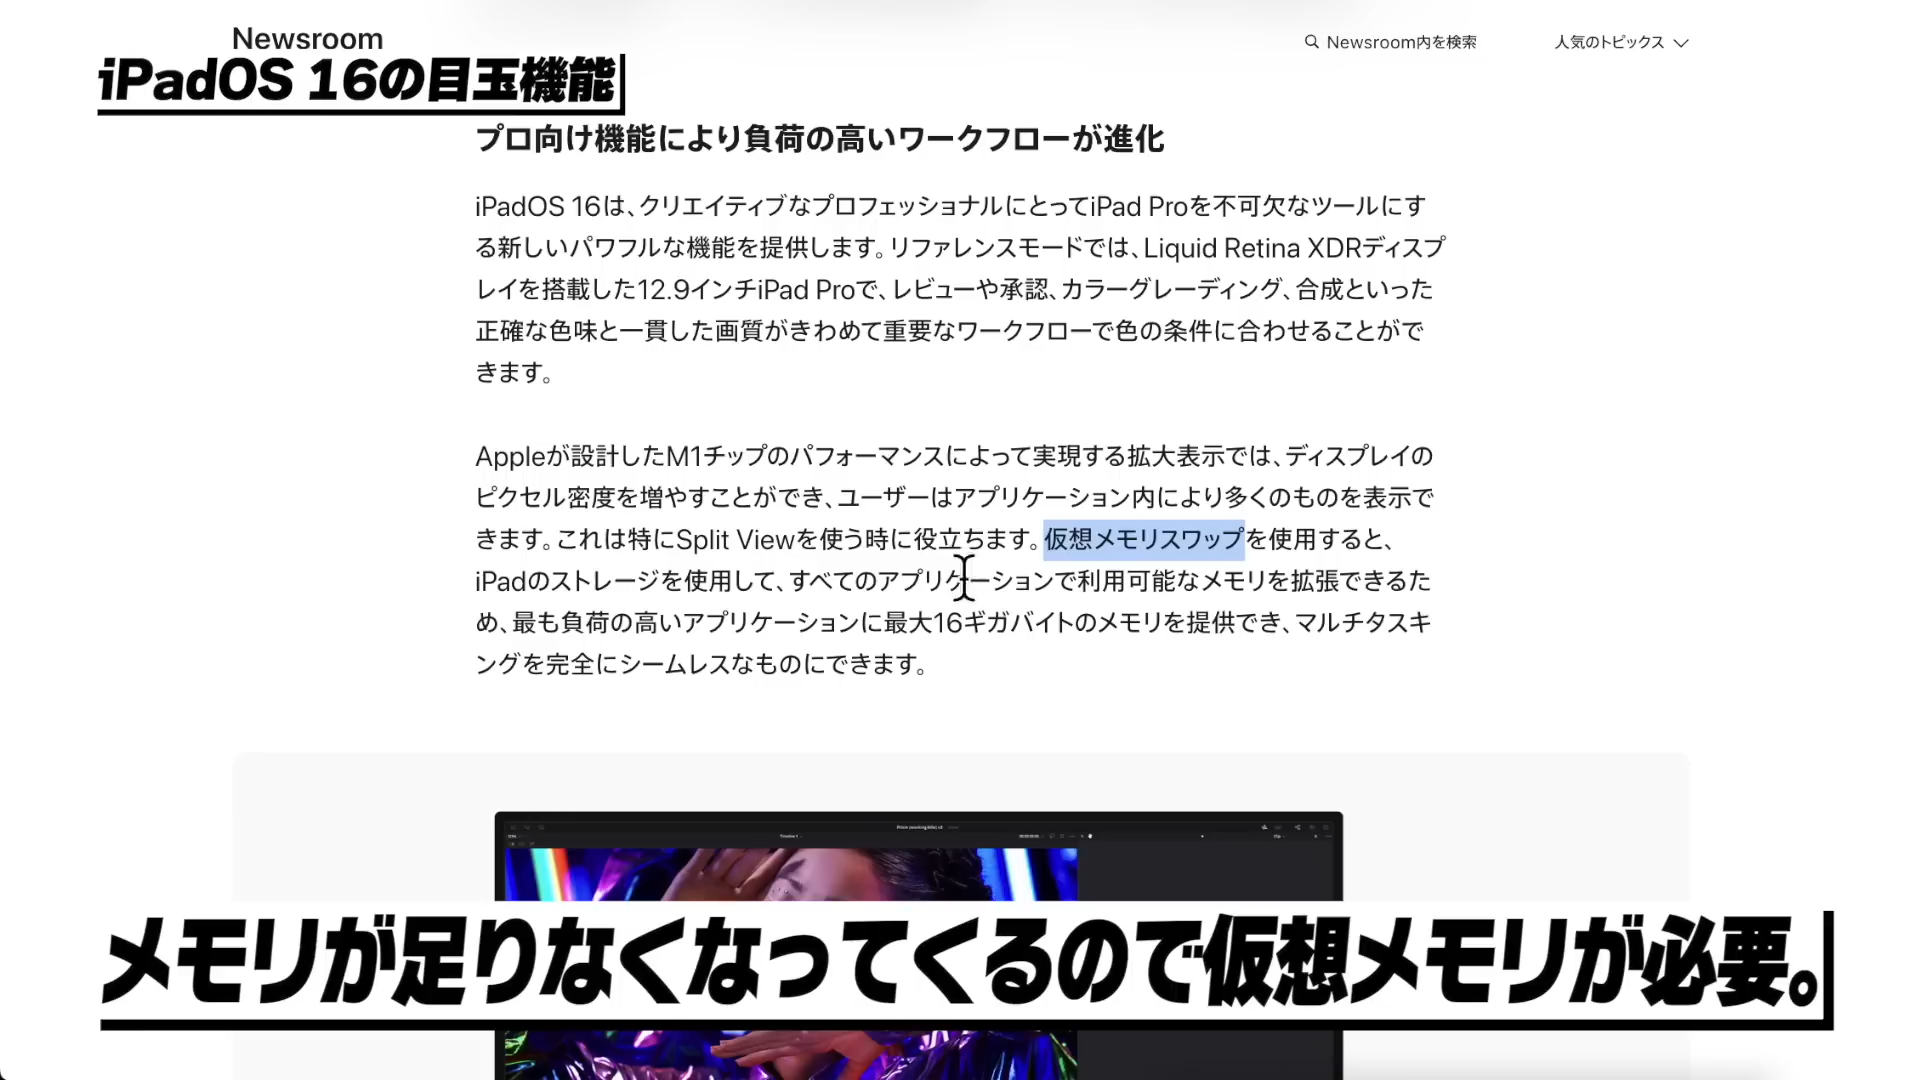 Newsroom
Newsroom内を検索
人気のトピックス
iPadOS 16の目玉機能
プロ向け機能により負荷の高いワークフローが進化
iPadOS 16は、クリエイティブなプロフェッショナルにとってiPad Proを不可欠なツールにす
る新しいパワフルな機能を提供します。リファレンスモードでは、Liquid Retina XDRディスプ
レイを搭載した12.9インチiPad Proで、レビューや承認、カラーグレーディング、合成といった
正確な色味と一貫した画質がきわめて重要なワークフローで色の条件に合わせることがで
きます。
Appleが設計したM1チップのパフォーマンスによって実現する拡大表示では、ディスプレイの
ピクセル密度を増やすことができ、ユーザーはアプリケーション内により多くのものを表示で
きます。これは特にSplit Viewを使う時に役立ちます。仮想メモリスワップを使用すると、
iPadのストレージを使用して、すべてのアプリケーションで利用可能なメモリを拡張できるた
め、最も負荷の高いアプリケーションに最大16ギガバイトのメモリを提供でき、マルチタスキ
ングを完全にシームレスなものにできます。
メモリが足りなくなってくるので仮想メモリが必要。